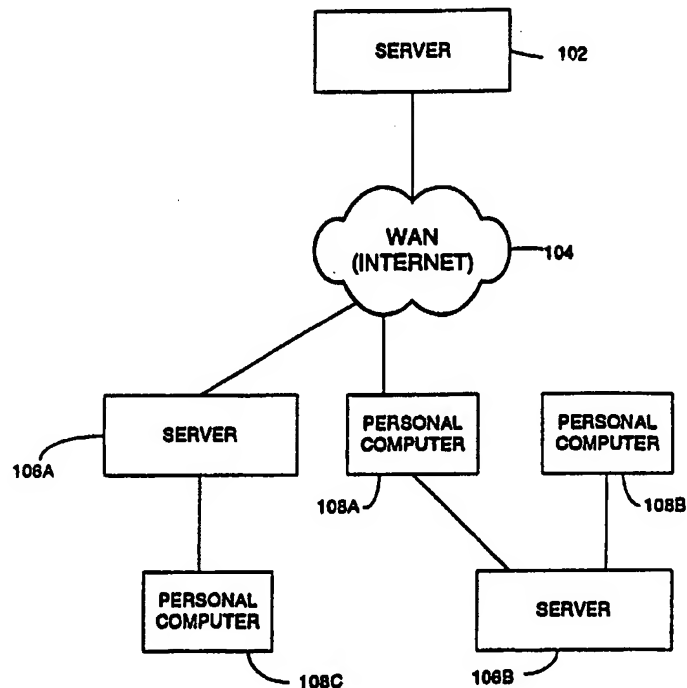 SERVER
102
WAN
(INTERNET)
104
SERVER
106A
PERSONAL
COMPUTER
108A
PERSONAL
COMPUTER
108B
PERSONAL
COMPUTER
108C
SERVER
106B